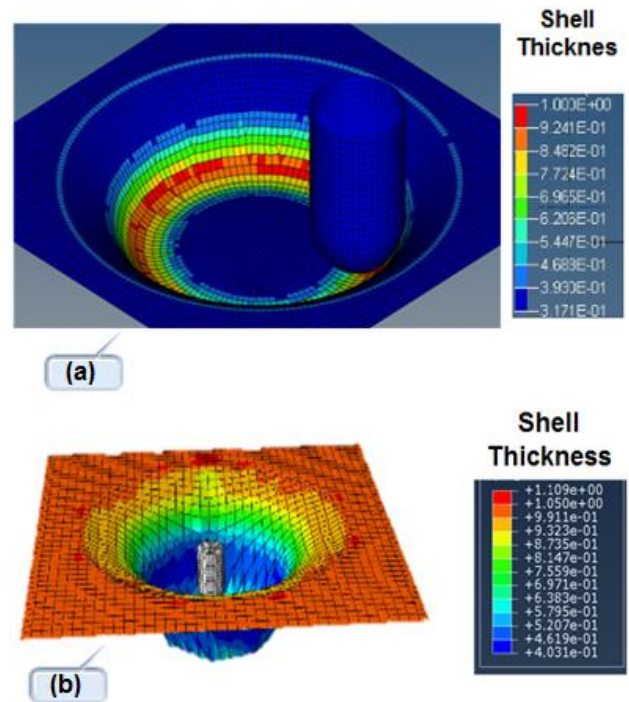 Shell
Thicknes
1.000E+00
9.241E-01
8.482E-01
7.724E-01
6.965E-01
6.206E-01
5.447E-01
4.689E-01
3.930E-01
3.171E-01
(a)
Shell
Thickness
+1.109e+00
+1.050e+00
+9.911e-01
+9.323e-01
+8.735e-01
+8.147e-01
+7.559e-01
+6.971e-01
+6.383e-01
+5.795e-01
+5.207e-01
+4.619e-01
+4.031e-01
(b)